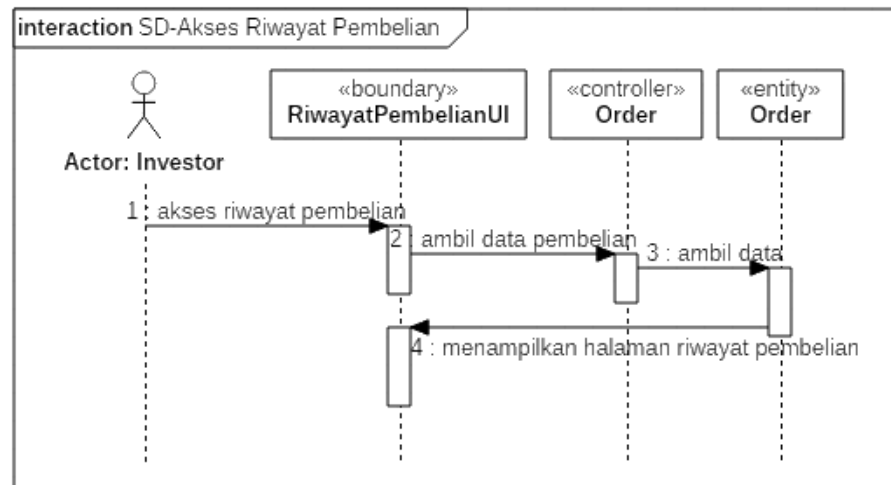 interaction SD-Akses Riwayat Pembelian
«boundary»
RiwayatPembelianUI
«controller»
Order
«entity»
Order
Actor: Investor
1 : akses riwayat pembelian
2 : ambil data pembelian
3 : ambil data
4 : menampilkan halaman riwayat pembelian